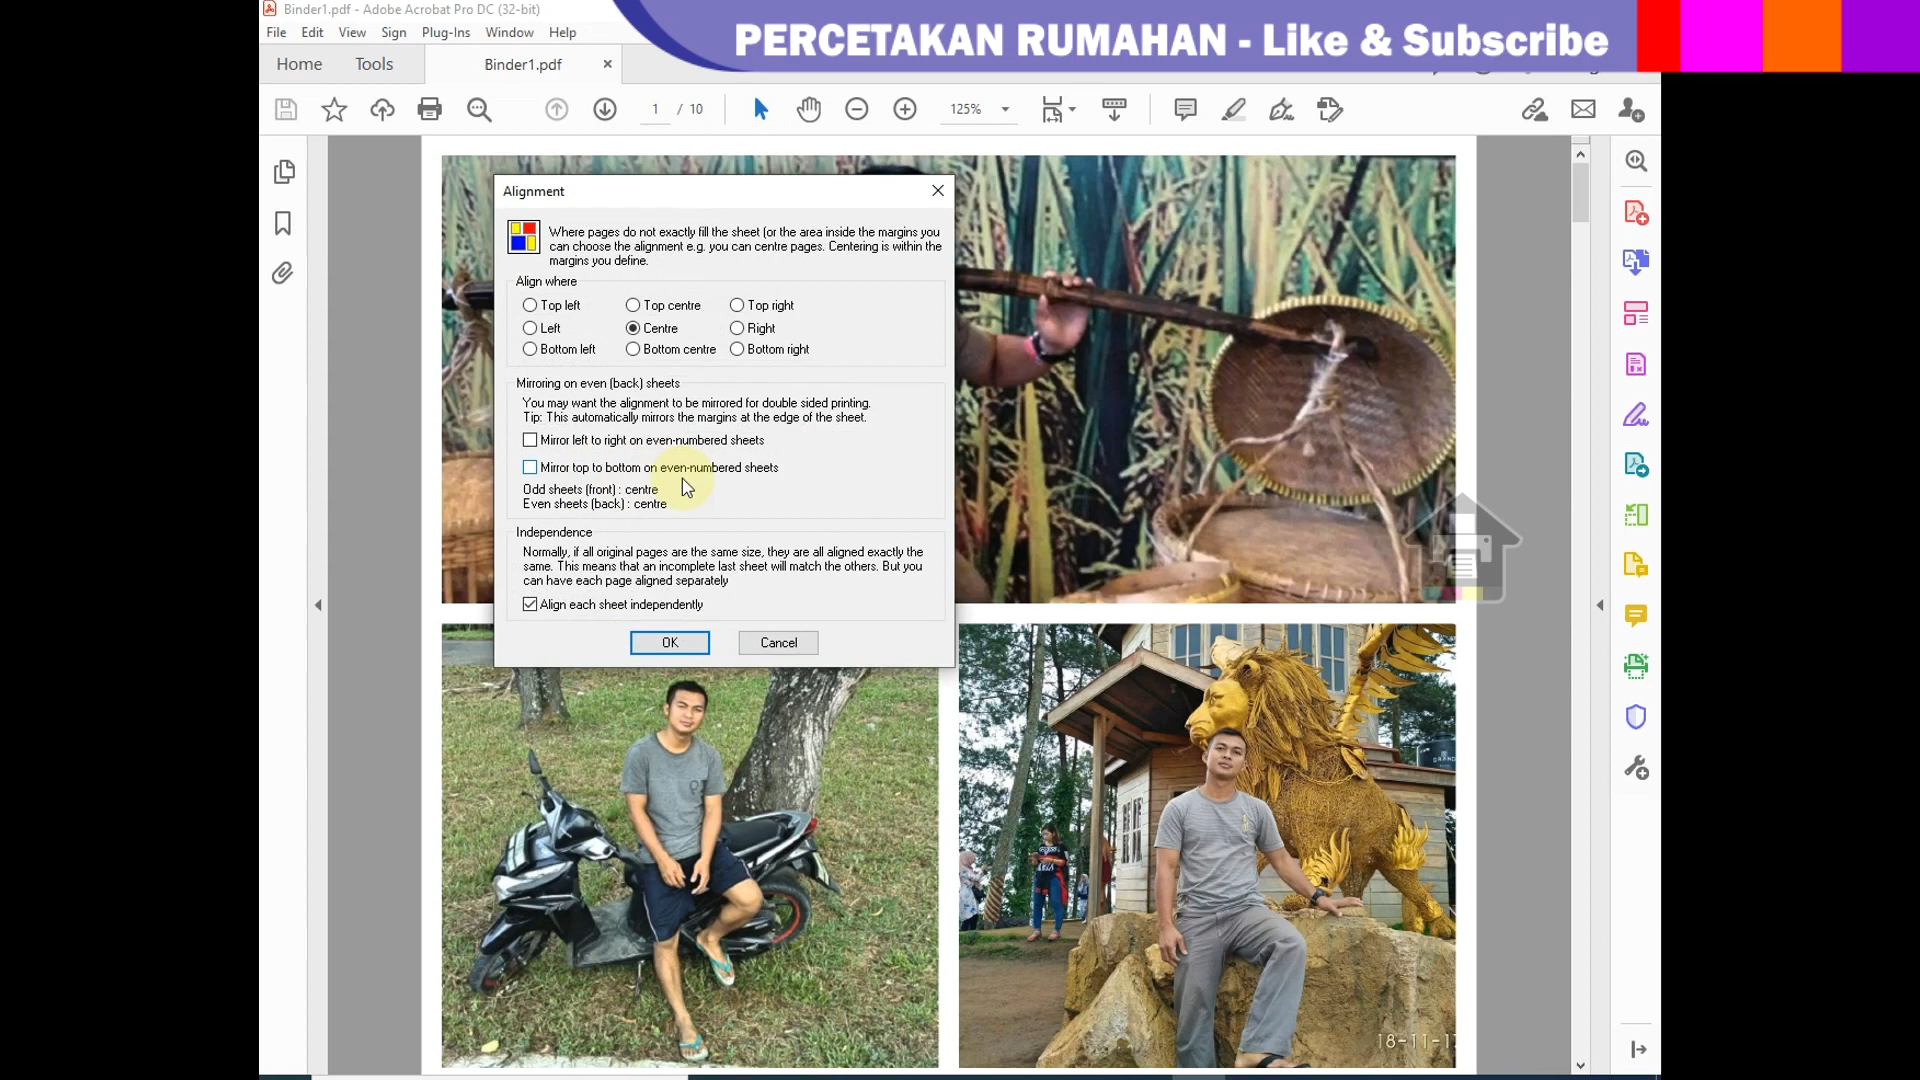 Binder1.pdf - Adobe Acrobat Pro DC (32-bit)
PERCETAKAN RUMAHAN - Like & Subscribe
File Edit View Sign Plug-Ins Window Help
Home Tools Binder1.pdf
1 / 10 125%
Alignment
Where pages do not exactly fill the sheet (or the area inside the margins you
can choose the alignment e.g. you can centre pages. Centering is within the
margins you define.
Align where
Top left Top centre Top right
Left Centre Right
Bottom left Bottom centre Bottom right
Mirroring on even (back) sheets
You may want the alignment to be mirrored for double sided printing.
Tip: This automatically mirrors the margins at the edge of the sheet.
Mirror left to right on even-numbered sheets
Mirror top to bottom on even-numbered sheets
Odd sheets (front) : centre
Even sheets (back) : centre
Independence
Normally, if all original pages are the same size, they are all aligned exactly the
same. This means that an incomplete last sheet will match the others. But you
can have each page aligned separately
Align each sheet independently
OK Cancel